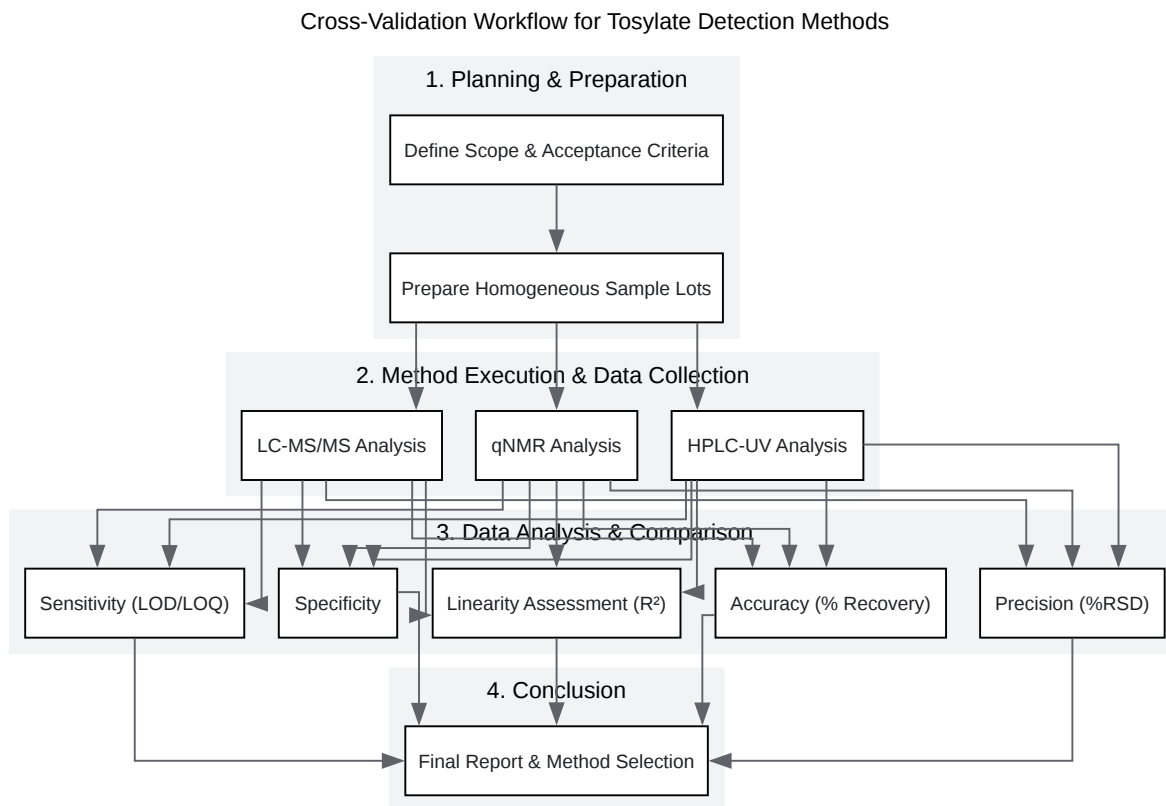 Cross-Validation Workflow for Tosylate Detection Methods
1. Planning & Preparation
Define Scope & Acceptance Criteria
Prepare Homogeneous Sample Lots
2. Method Execution & Data Collection
LC-MS/MS Analysis
qNMR Analysis
HPLC-UV Analysis
3. Data Analysis & Comparison
Sensitivity (LOD/LOQ)
Specificity
Linearity Assessment (R²)
Accuracy (% Recovery)
Precision (%RSD)
4. Conclusion
Final Report & Method Selection